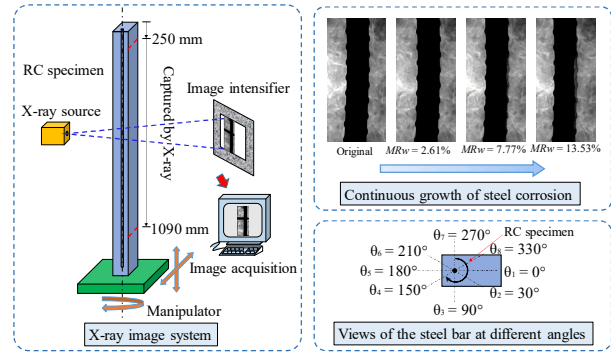 250 mm
RC specimen
X-ray source
Captured by X-ray
Image intensifier
1090 mm
Image acquisition
Manipulator
X-ray image system
Original
MRw = 2.61%
MRw = 7.77%
MRw = 13.53%
Continuous growth of steel corrosion
θ₇ = 270°
RC specimen
θ₆ = 210°
θ₈ = 330°
θ₅ = 180°
θ₁ = 0°
θ₄ = 150°
θ₂ = 30°
θ₃ = 90°
Views of the steel bar at different angles